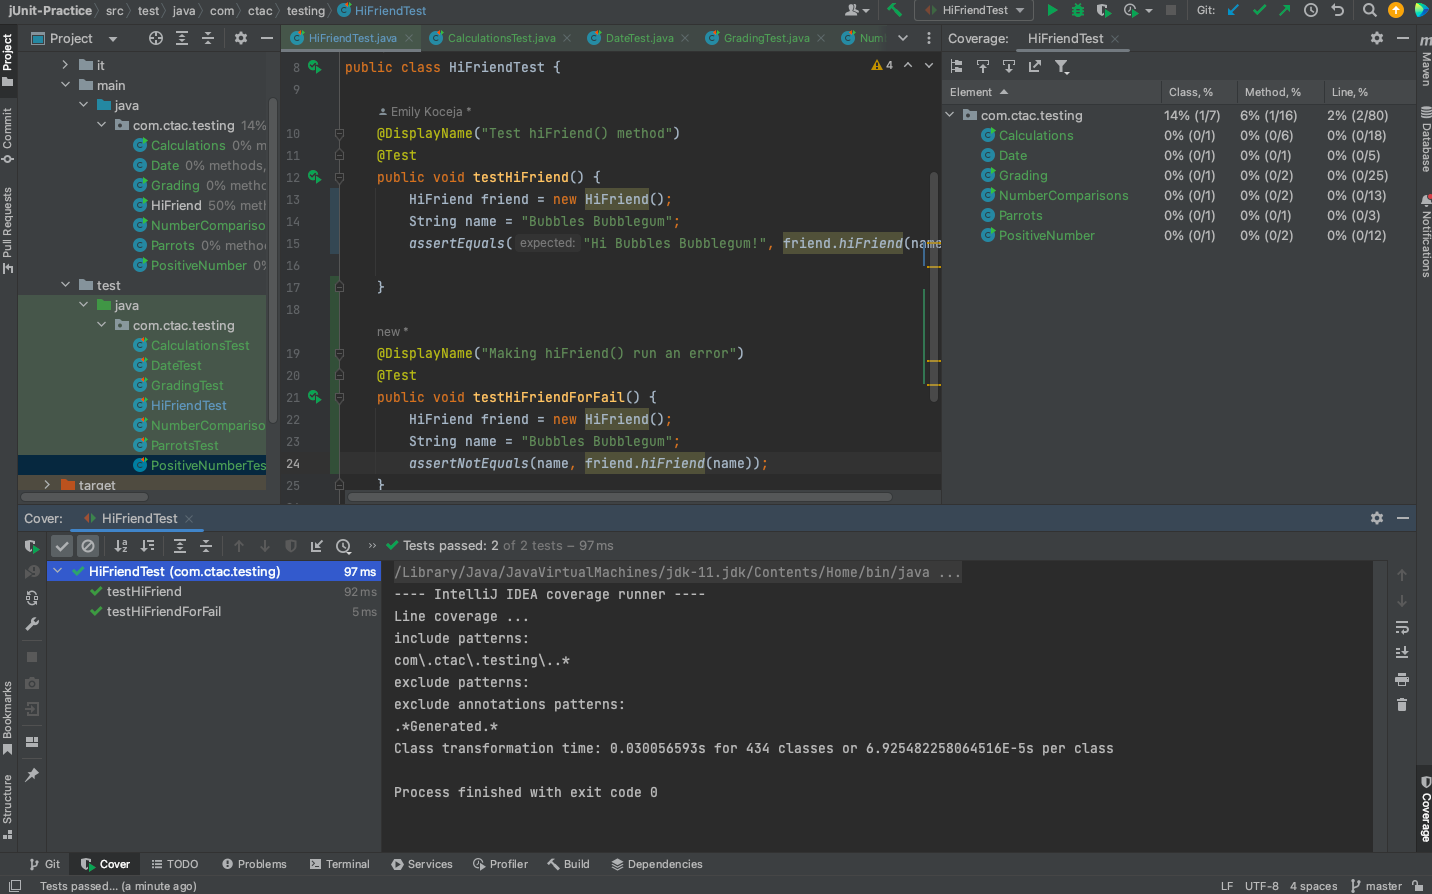 jUnit-Practice › src › test › java › com › ctac › testing › HiFriendTest
HiFriendTest
Git:
Project
HiFriendTest.java
CalculationsTest.java
DateTest.java
GradingTest.java
Num
Coverage: HiFriendTest
Project
Commit
Pull Requests
Bookmarks
Structure
it
main
java
com.ctac.testing 14%
Calculations 0% m
Date 0% methods,
Grading 0% metho
HiFriend 50% meth
NumberCompariso
Parrots 0% metho
PositiveNumber 0%
test
java
com.ctac.testing
CalculationsTest
DateTest
GradingTest
HiFriendTest
NumberCompariso
ParrotsTest
PositiveNumberTes
target
4
8 public class HiFriendTest {
9
Emily Koceja *
10 @DisplayName("Test hiFriend() method")
11 @Test
12 public void testHiFriend() {
13 HiFriend friend = new HiFriend();
14 String name = "Bubbles Bubblegum";
15 assertEquals( expected: "Hi Bubbles Bubblegum!", friend.hiFriend(name
16
17 }
18
new *
19 @DisplayName("Making hiFriend() run an error")
20 @Test
21 public void testHiFriendForFail() {
22 HiFriend friend = new HiFriend();
23 String name = "Bubbles Bubblegum";
24 assertNotEquals(name, friend.hiFriend(name));
25 }
Element Class, % Method, % Line, %
com.ctac.testing 14% (1/7) 6% (1/16) 2% (2/80)
Calculations 0% (0/1) 0% (0/6) 0% (0/18)
Date 0% (0/1) 0% (0/1) 0% (0/5)
Grading 0% (0/1) 0% (0/2) 0% (0/25)
NumberComparisons 0% (0/1) 0% (0/2) 0% (0/13)
Parrots 0% (0/1) 0% (0/1) 0% (0/3)
PositiveNumber 0% (0/1) 0% (0/2) 0% (0/12)
Maven
Database
Notifications
Coverage
Cover: HiFriendTest
Tests passed: 2 of 2 tests – 97 ms
HiFriendTest (com.ctac.testing) 97 ms
testHiFriend 92 ms
testHiFriendForFail 5 ms
/Library/Java/JavaVirtualMachines/jdk-11.jdk/Contents/Home/bin/java ...
---- IntelliJ IDEA coverage runner ----
Line coverage ...
include patterns:
com\.ctac\.testing\..*
exclude patterns:
exclude annotations patterns:
.*Generated.*
Class transformation time: 0.030056593s for 434 classes or 6.925482258064516E-5s per class
Process finished with exit code 0
Git Cover TODO Problems Terminal Services Profiler Build Dependencies
Tests passed... (a minute ago)
LF UTF-8 4 spaces master